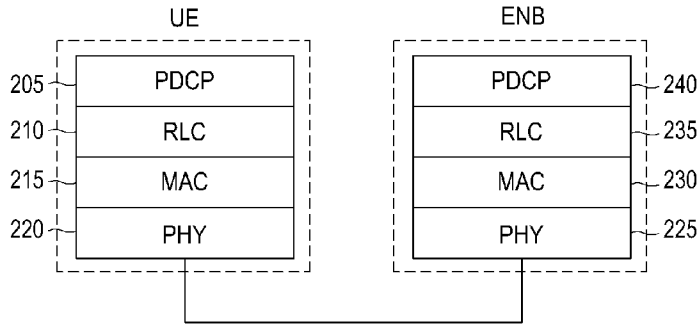 UE ENB
205 PDCP PDCP 240
210 RLC RLC 235
215 MAC MAC 230
220 PHY PHY 225